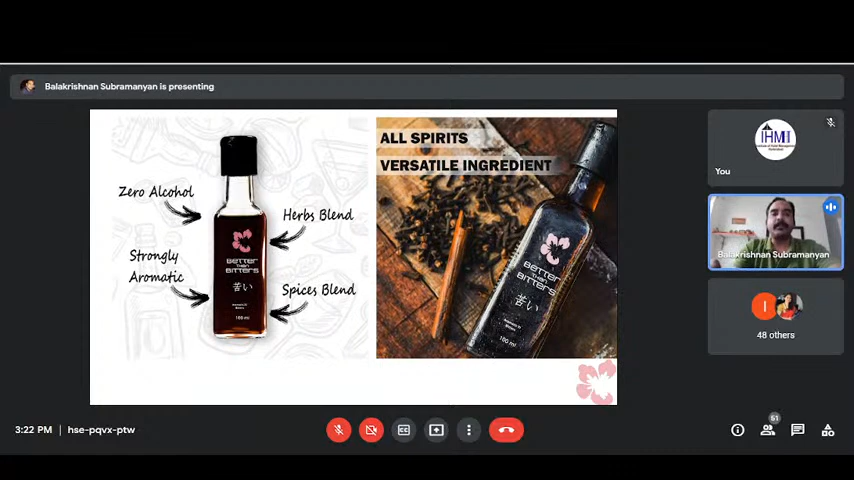 Balakrishnan Subramanyan is presenting
Zero Alcohol
Herbs Blend
Strongly
Aromatic
Spices Blend
BETTER
THAN
BITTERS
苦い
100 ml
ALL SPIRITS
VERSATILE INGREDIENT
BETTER
THAN
BITTERS
苦い
100 ml
IHM
You
Balakrishnan Subramanyan
I
48 others
3:22 PM | hse-pqvx-ptw
51